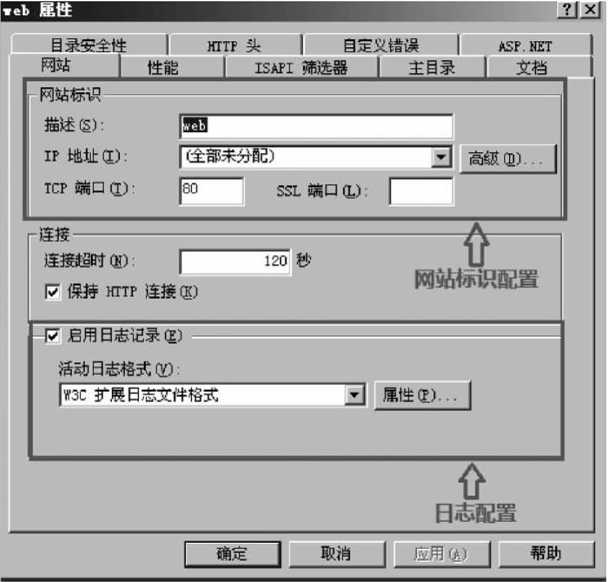 web 属性
目录安全性 HTTP 头 自定义错误 ASP.NET
网站 性能 ISAPI 筛选器 主目录 文档
网站标识
描述(S): web
IP 地址(I): (全部未分配) 高级(D)...
TCP 端口(T): 80 SSL 端口(L):
连接
连接超时(N): 120 秒
保持 HTTP 连接(K)
网站标识配置
启用日志记录(E)
活动日志格式(V):
W3C 扩展日志文件格式 属性(P)...
日志配置
确定 取消 应用(A) 帮助